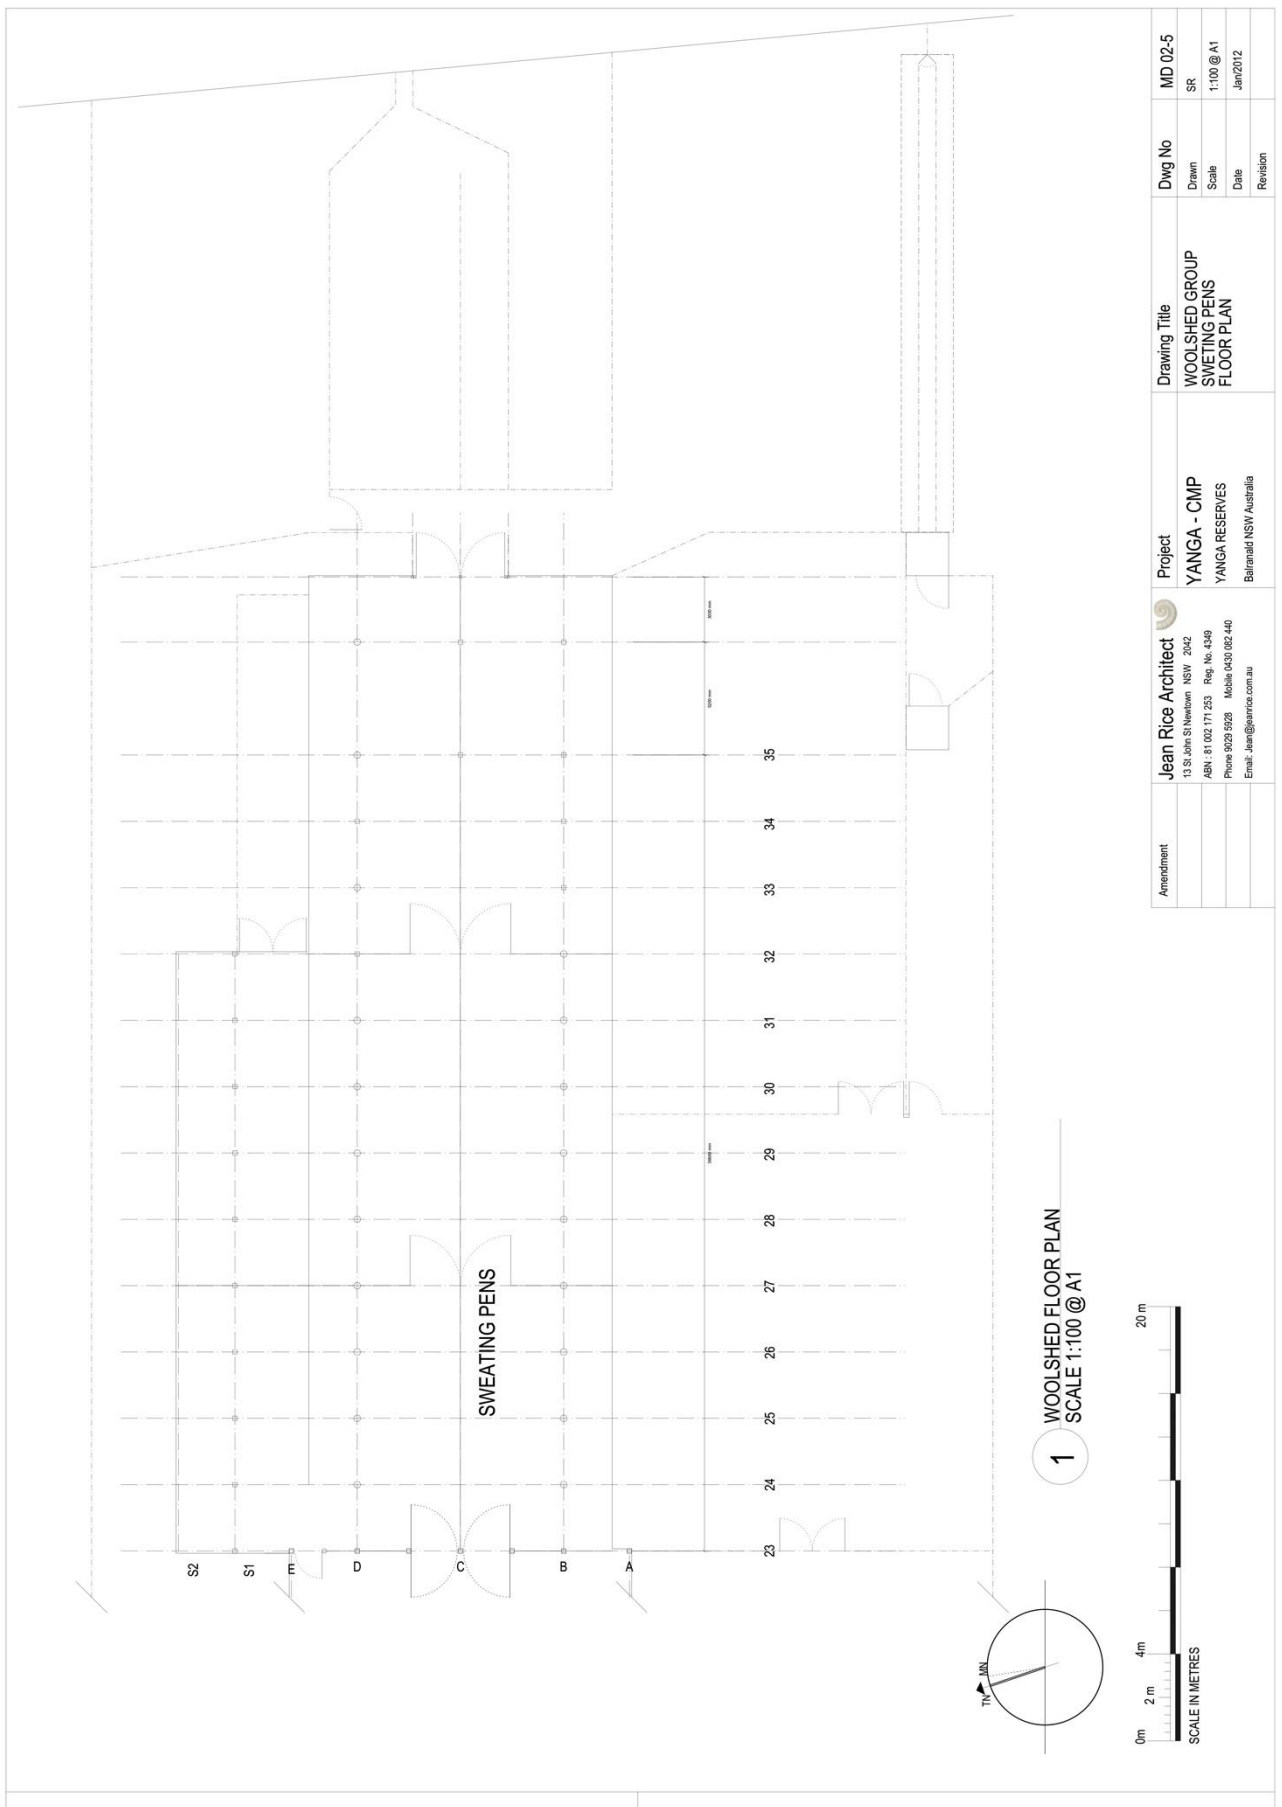 S2
S1
E
D
C
B
A
23
24
25
26
27
28
29
30
31
32
33
34
35
SWEATING PENS
5200 mm
3000 mm
TN
MN
1
WOOLSHED FLOOR PLAN
SCALE 1:100 @ A1
0m
2 m
4m
20 m
SCALE IN METRES
Amendment
Jean Rice Architect
13 St John St Newtown NSW 2042
ABN : 81 002 171 253 Reg. No. 4349
Phone 9029 5928 Mobile 0430 082 440
Email: Jean@jeanrice.com.au
Project
YANGA - CMP
YANGA RESERVES
Balranald NSW Australia
Drawing Title
WOOLSHED GROUP
SWETING PENS
FLOOR PLAN
Dwg No
MD 02-5
Drawn
SR
Scale
1:100 @ A1
Date
Jan/2012
Revision